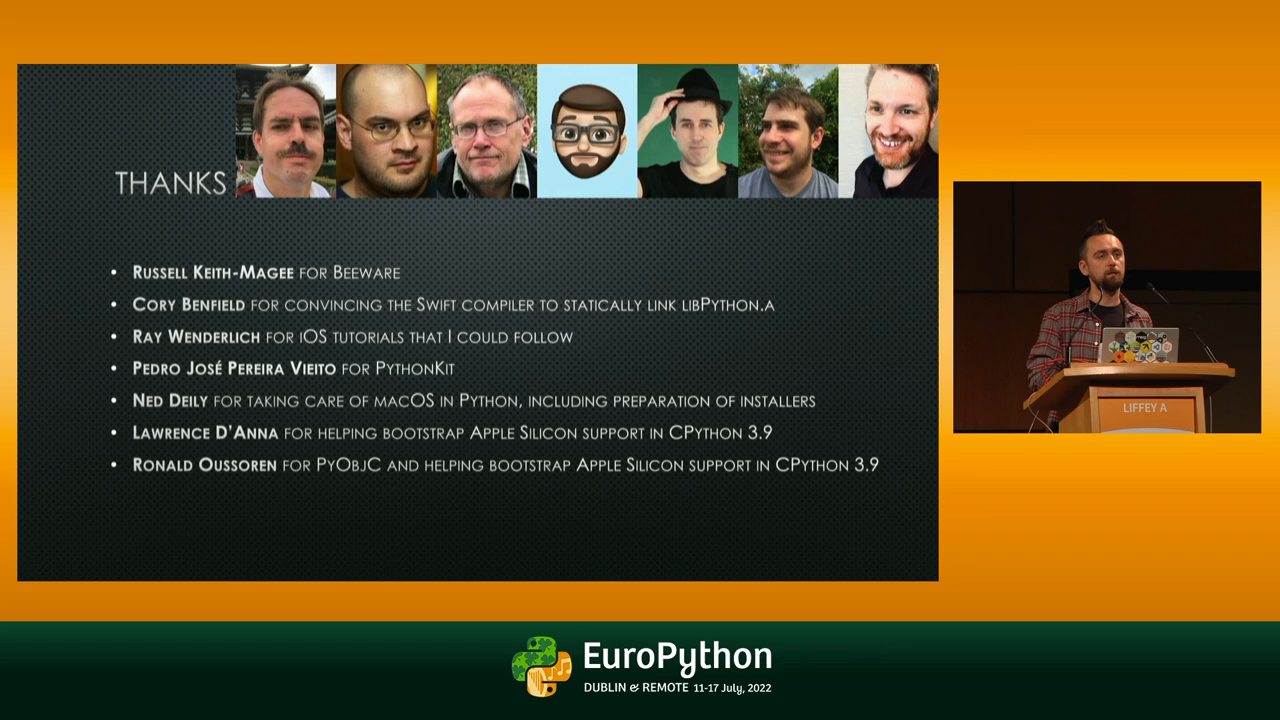 THANKS
• RUSSELL KEITH-MAGEE FOR BEEWARE
• CORY BENFIELD FOR CONVINCING THE SWIFT COMPILER TO STATICALLY LINK LIBPYTHON.A
• RAY WENDERLICH FOR iOS TUTORIALS THAT I COULD FOLLOW
• PEDRO JOSÉ PEREIRA VIEITO FOR PYTHONKIT
• NED DEILY FOR TAKING CARE OF MACOS IN PYTHON, INCLUDING PREPARATION OF INSTALLERS
• LAWRENCE D'ANNA FOR HELPING BOOTSTRAP APPLE SILICON SUPPORT IN CPYTHON 3.9
• RONALD OUSSOREN FOR PYOBJC AND HELPING BOOTSTRAP APPLE SILICON SUPPORT IN CPYTHON 3.9
LIFFEY A
EuroPython
DUBLIN & REMOTE 11-17 July, 2022